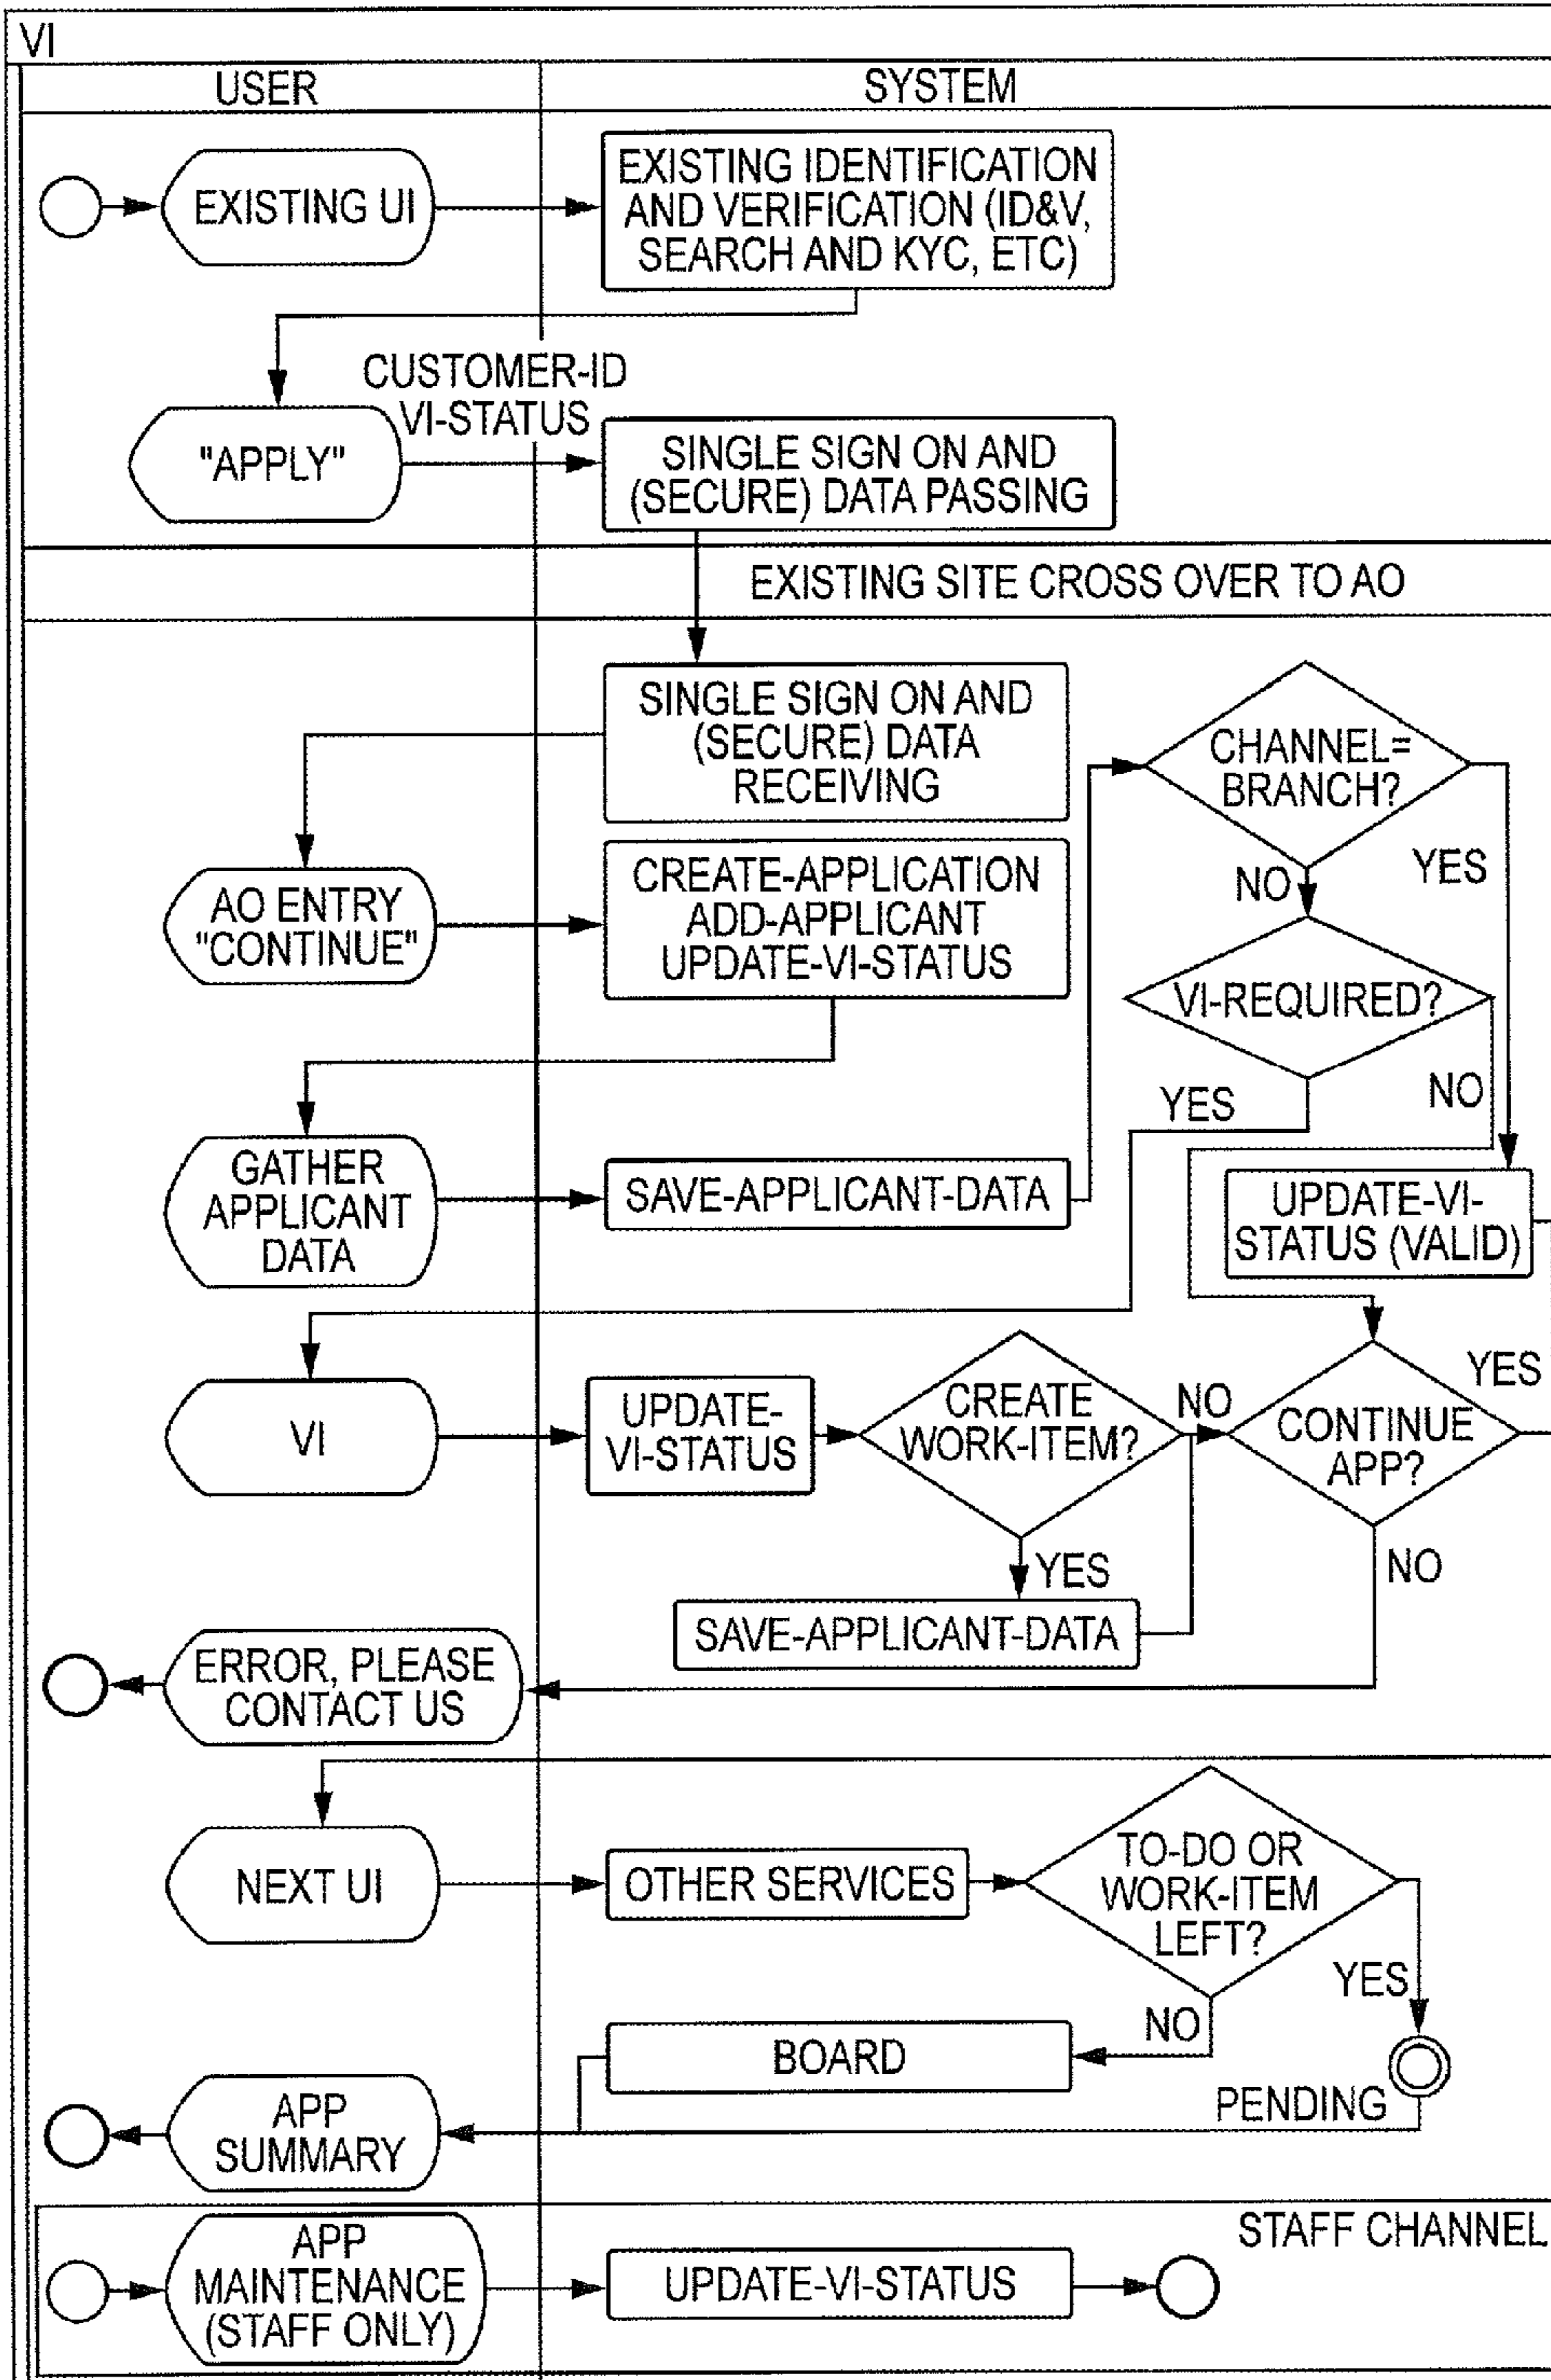 VI
USER
SYSTEM
EXISTING UI
EXISTING IDENTIFICATION
AND VERIFICATION (ID&V,
SEARCH AND KYC, ETC)
CUSTOMER-ID
VI-STATUS
"APPLY"
SINGLE SIGN ON AND
(SECURE) DATA PASSING
EXISTING SITE CROSS OVER TO AO
SINGLE SIGN ON AND
(SECURE) DATA
RECEIVING
CHANNEL=
BRANCH?
NO
YES
AO ENTRY
"CONTINUE"
CREATE-APPLICATION
ADD-APPLICANT
UPDATE-VI-STATUS
VI-REQUIRED?
YES
NO
GATHER
APPLICANT
DATA
SAVE-APPLICANT-DATA
UPDATE-VI-
STATUS (VALID)
VI
UPDATE-
VI-STATUS
CREATE
WORK-ITEM?
NO
CONTINUE
APP?
YES
YES
NO
SAVE-APPLICANT-DATA
ERROR, PLEASE
CONTACT US
NEXT UI
OTHER SERVICES
TO-DO OR
WORK-ITEM
LEFT?
YES
NO
BOARD
PENDING
APP
SUMMARY
STAFF CHANNEL
APP
MAINTENANCE
(STAFF ONLY)
UPDATE-VI-STATUS